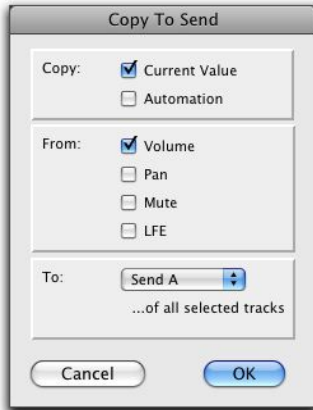 Copy To Send
Copy: Current Value
Automation
From: Volume
Pan
Mute
LFE
To: Send A
...of all selected tracks
Cancel OK